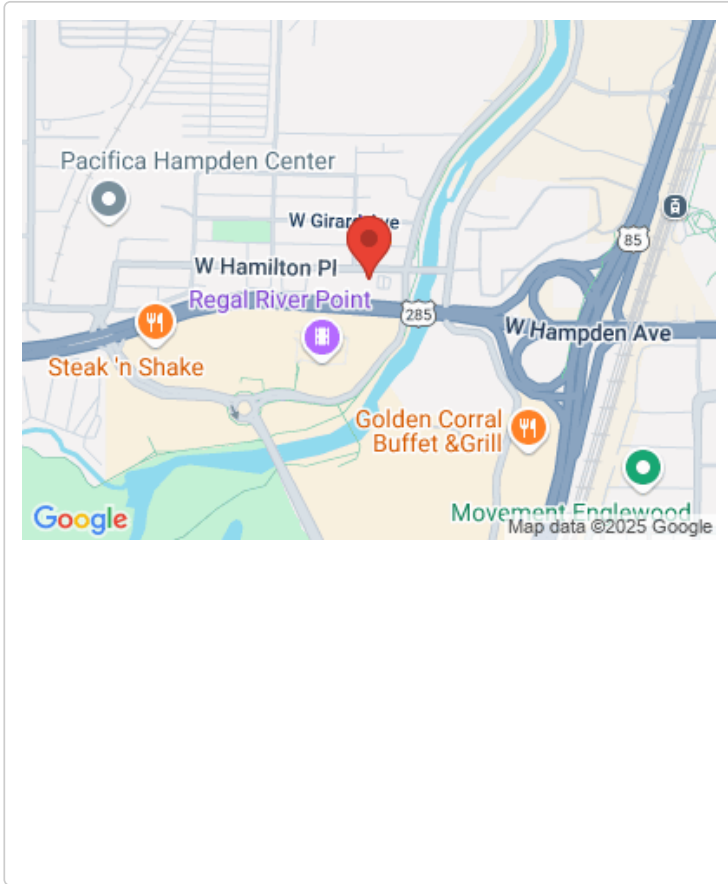 Pacifica Hampden Center
W Girard Ave
85
W Hamilton Pl
Regal River Point
285
W Hampden Ave
Steak 'n Shake
Golden Corral
Buffet &Grill
Movement Englewood
Google
Map data ©2025 Google